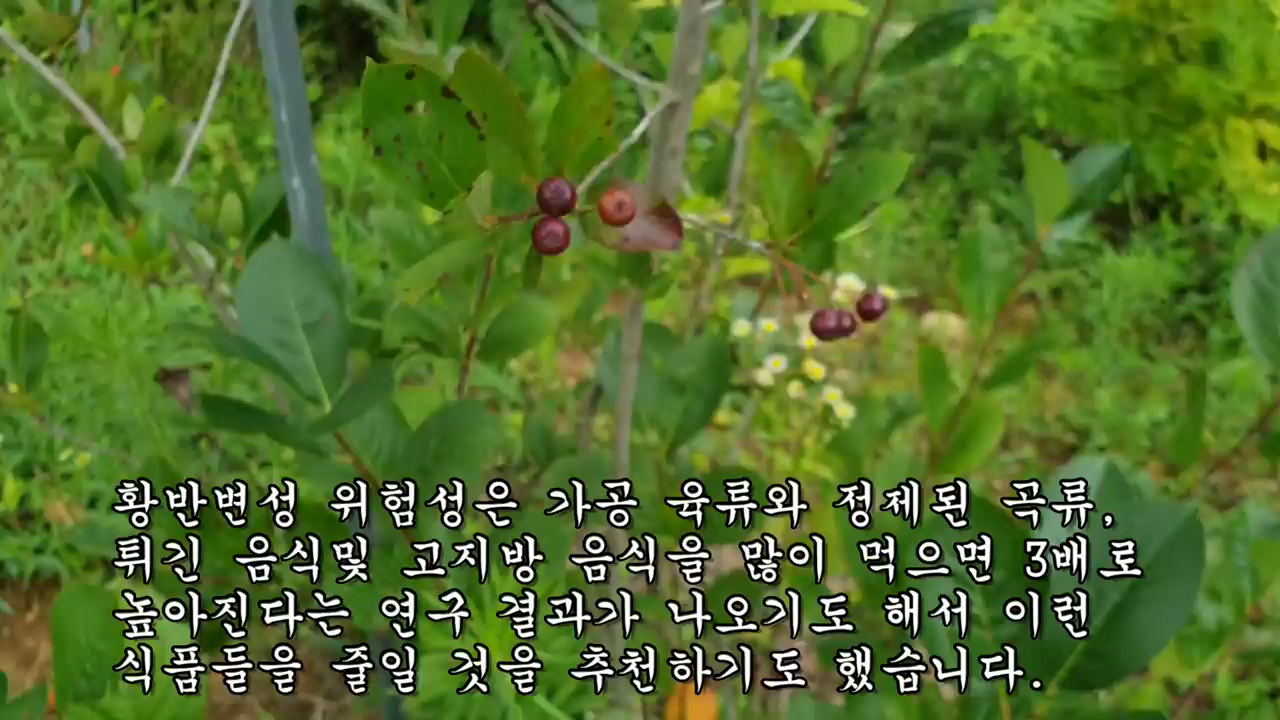 황반변성 위험성은 가공 육류와 정제된 곡류,
튀긴 음식및 고지방 음식을 많이 먹으면 3배로
높아진다는 연구 결과가 나오기도 해서 이런
식품들을 줄일 것을 추천하기도 했습니다.